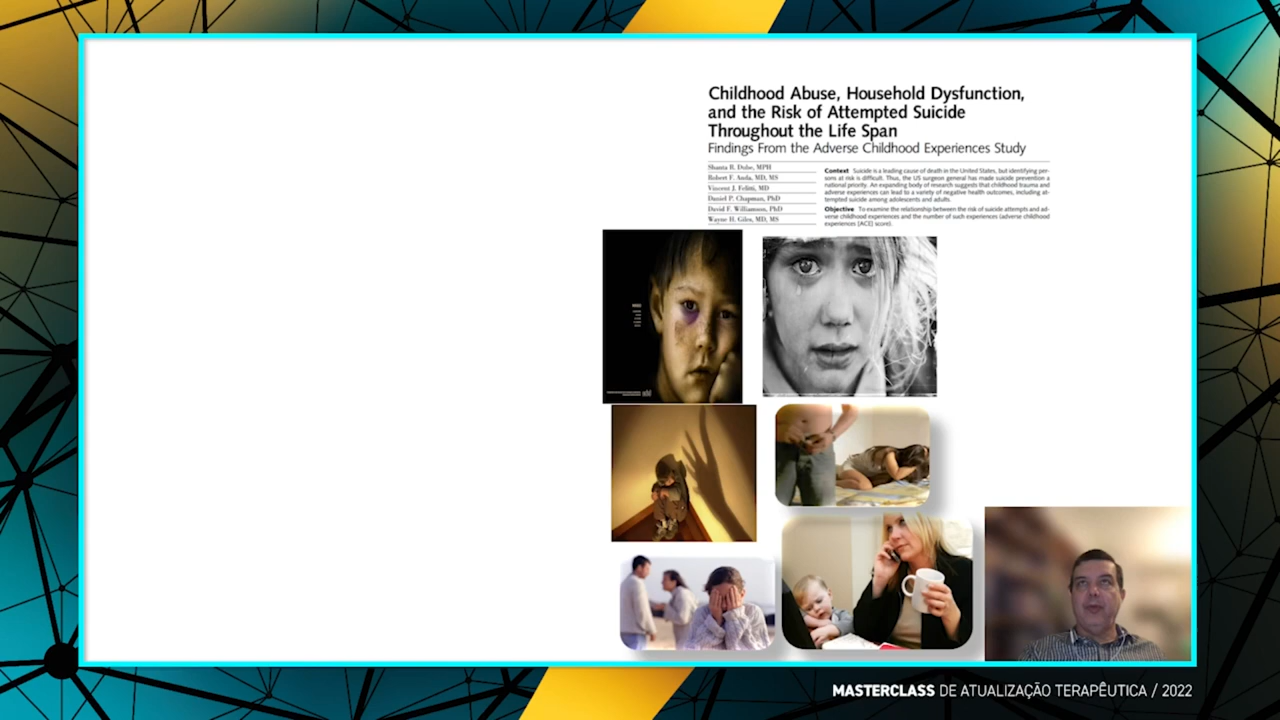 Childhood Abuse, Household Dysfunction,
and the Risk of Attempted Suicide
Throughout the Life Span
Findings From the Adverse Childhood Experiences Study
Shanta R. Dube, MPH
Robert F. Anda, MD, MS
Vincent J. Felitti, MD
Daniel P. Chapman, PhD
David F. Williamson, PhD
Wayne H. Giles, MD, MS
Context Suicide is a leading cause of death in the United States, but identifying per-
sons at risk is difficult. Thus, the US surgeon general has made suicide prevention a
national priority. An expanding body of research suggests that childhood trauma and
adverse experiences can lead to a variety of negative health outcomes, including at-
tempted suicide among adolescents and adults.
Objective To examine the relationship between the risk of suicide attempts and ad-
verse childhood experiences and the number of such experiences (adverse childhood
experiences [ACE] score).
MASTERCLASS DE ATUALIZAÇÃO TERAPÊUTICA / 2022